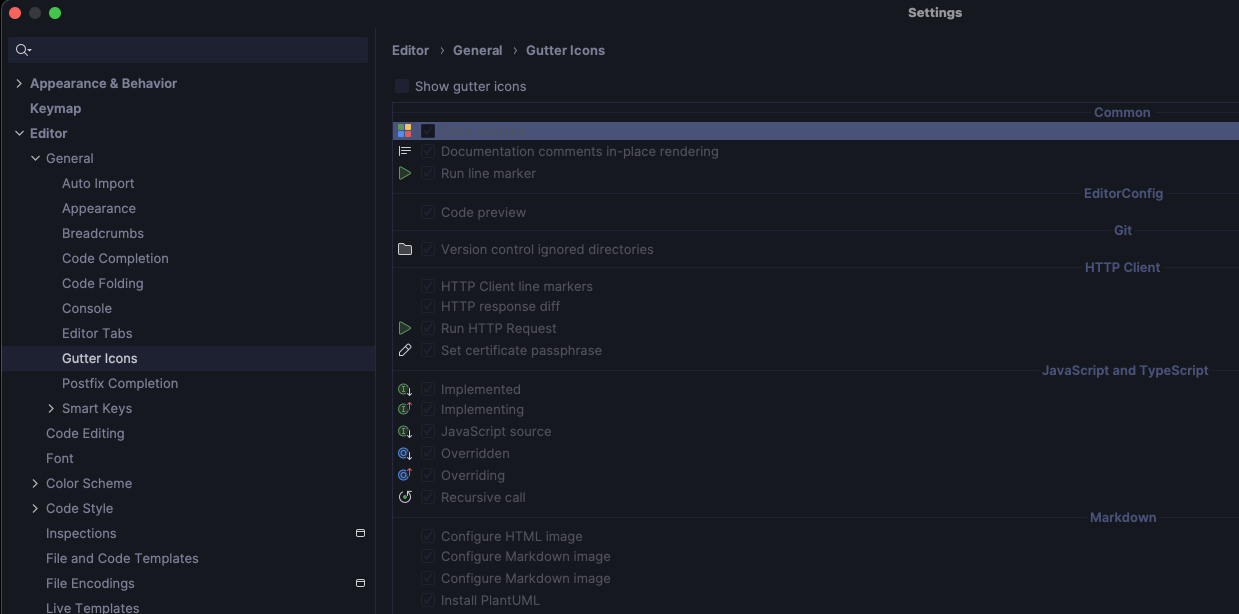 Settings
Appearance & Behavior
Keymap
Editor
General
Auto Import
Appearance
Breadcrumbs
Code Completion
Code Folding
Console
Editor Tabs
Gutter Icons
Postfix Completion
Smart Keys
Code Editing
Font
Color Scheme
Code Style
Inspections
File and Code Templates
File Encodings
Live Templates
Editor › General › Gutter Icons
Show gutter icons
Common
Documentation comments in-place rendering
Run line marker
EditorConfig
Code preview
Git
Version control ignored directories
HTTP Client
HTTP Client line markers
HTTP response diff
Run HTTP Request
Set certificate passphrase
JavaScript and TypeScript
Implemented
Implementing
JavaScript source
Overridden
Overriding
Recursive call
Markdown
Configure HTML image
Configure Markdown image
Configure Markdown image
Install PlantUML